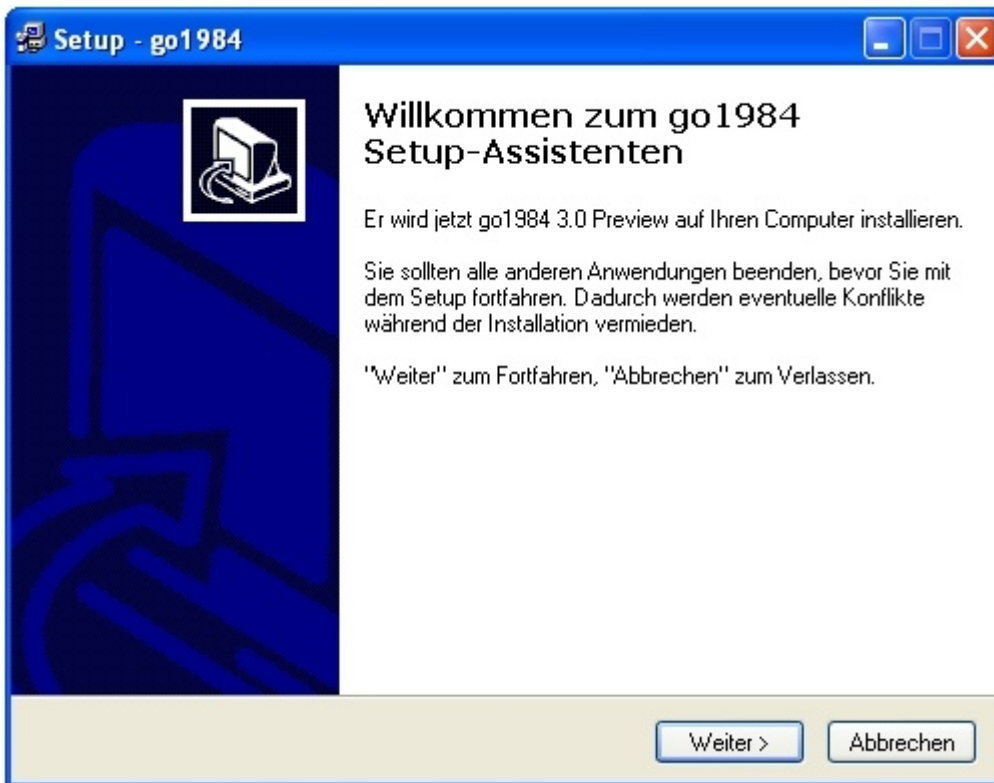 Setup - go1984
Willkommen zum go1984
Setup-Assistenten
Er wird jetzt go1984 3.0 Preview auf Ihren Computer installieren.
Sie sollten alle anderen Anwendungen beenden, bevor Sie mit
dem Setup fortfahren. Dadurch werden eventuelle Konflikte
während der Installation vermieden.
"Weiter" zum Fortfahren, "Abbrechen" zum Verlassen.
Weiter > Abbrechen